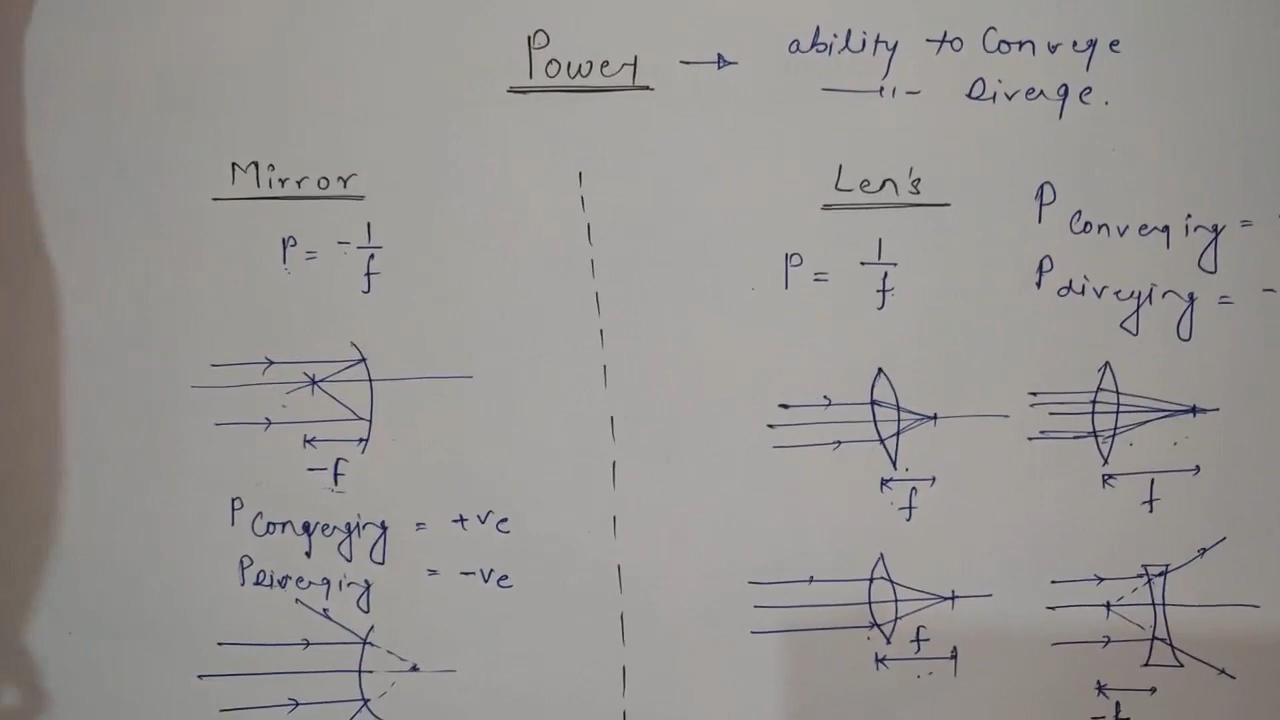 Power → ability to Converge
—"— Diverge.
Mirror
P = -1/f
-f
P Converging = +ve
P Diverging = -ve
Len's
P = 1/f
P Converging =
P diverging = -
f
f
f
-f